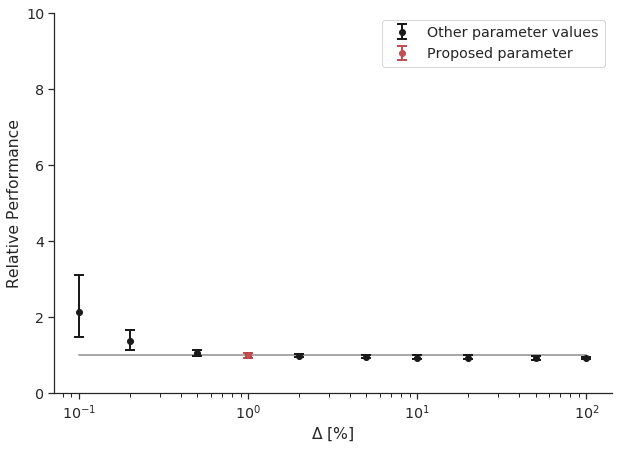 10
8
6
4
2
0
Relative Performance
Other parameter values
Proposed parameter
10⁻¹
10⁰
10¹
10²
Δ [%]